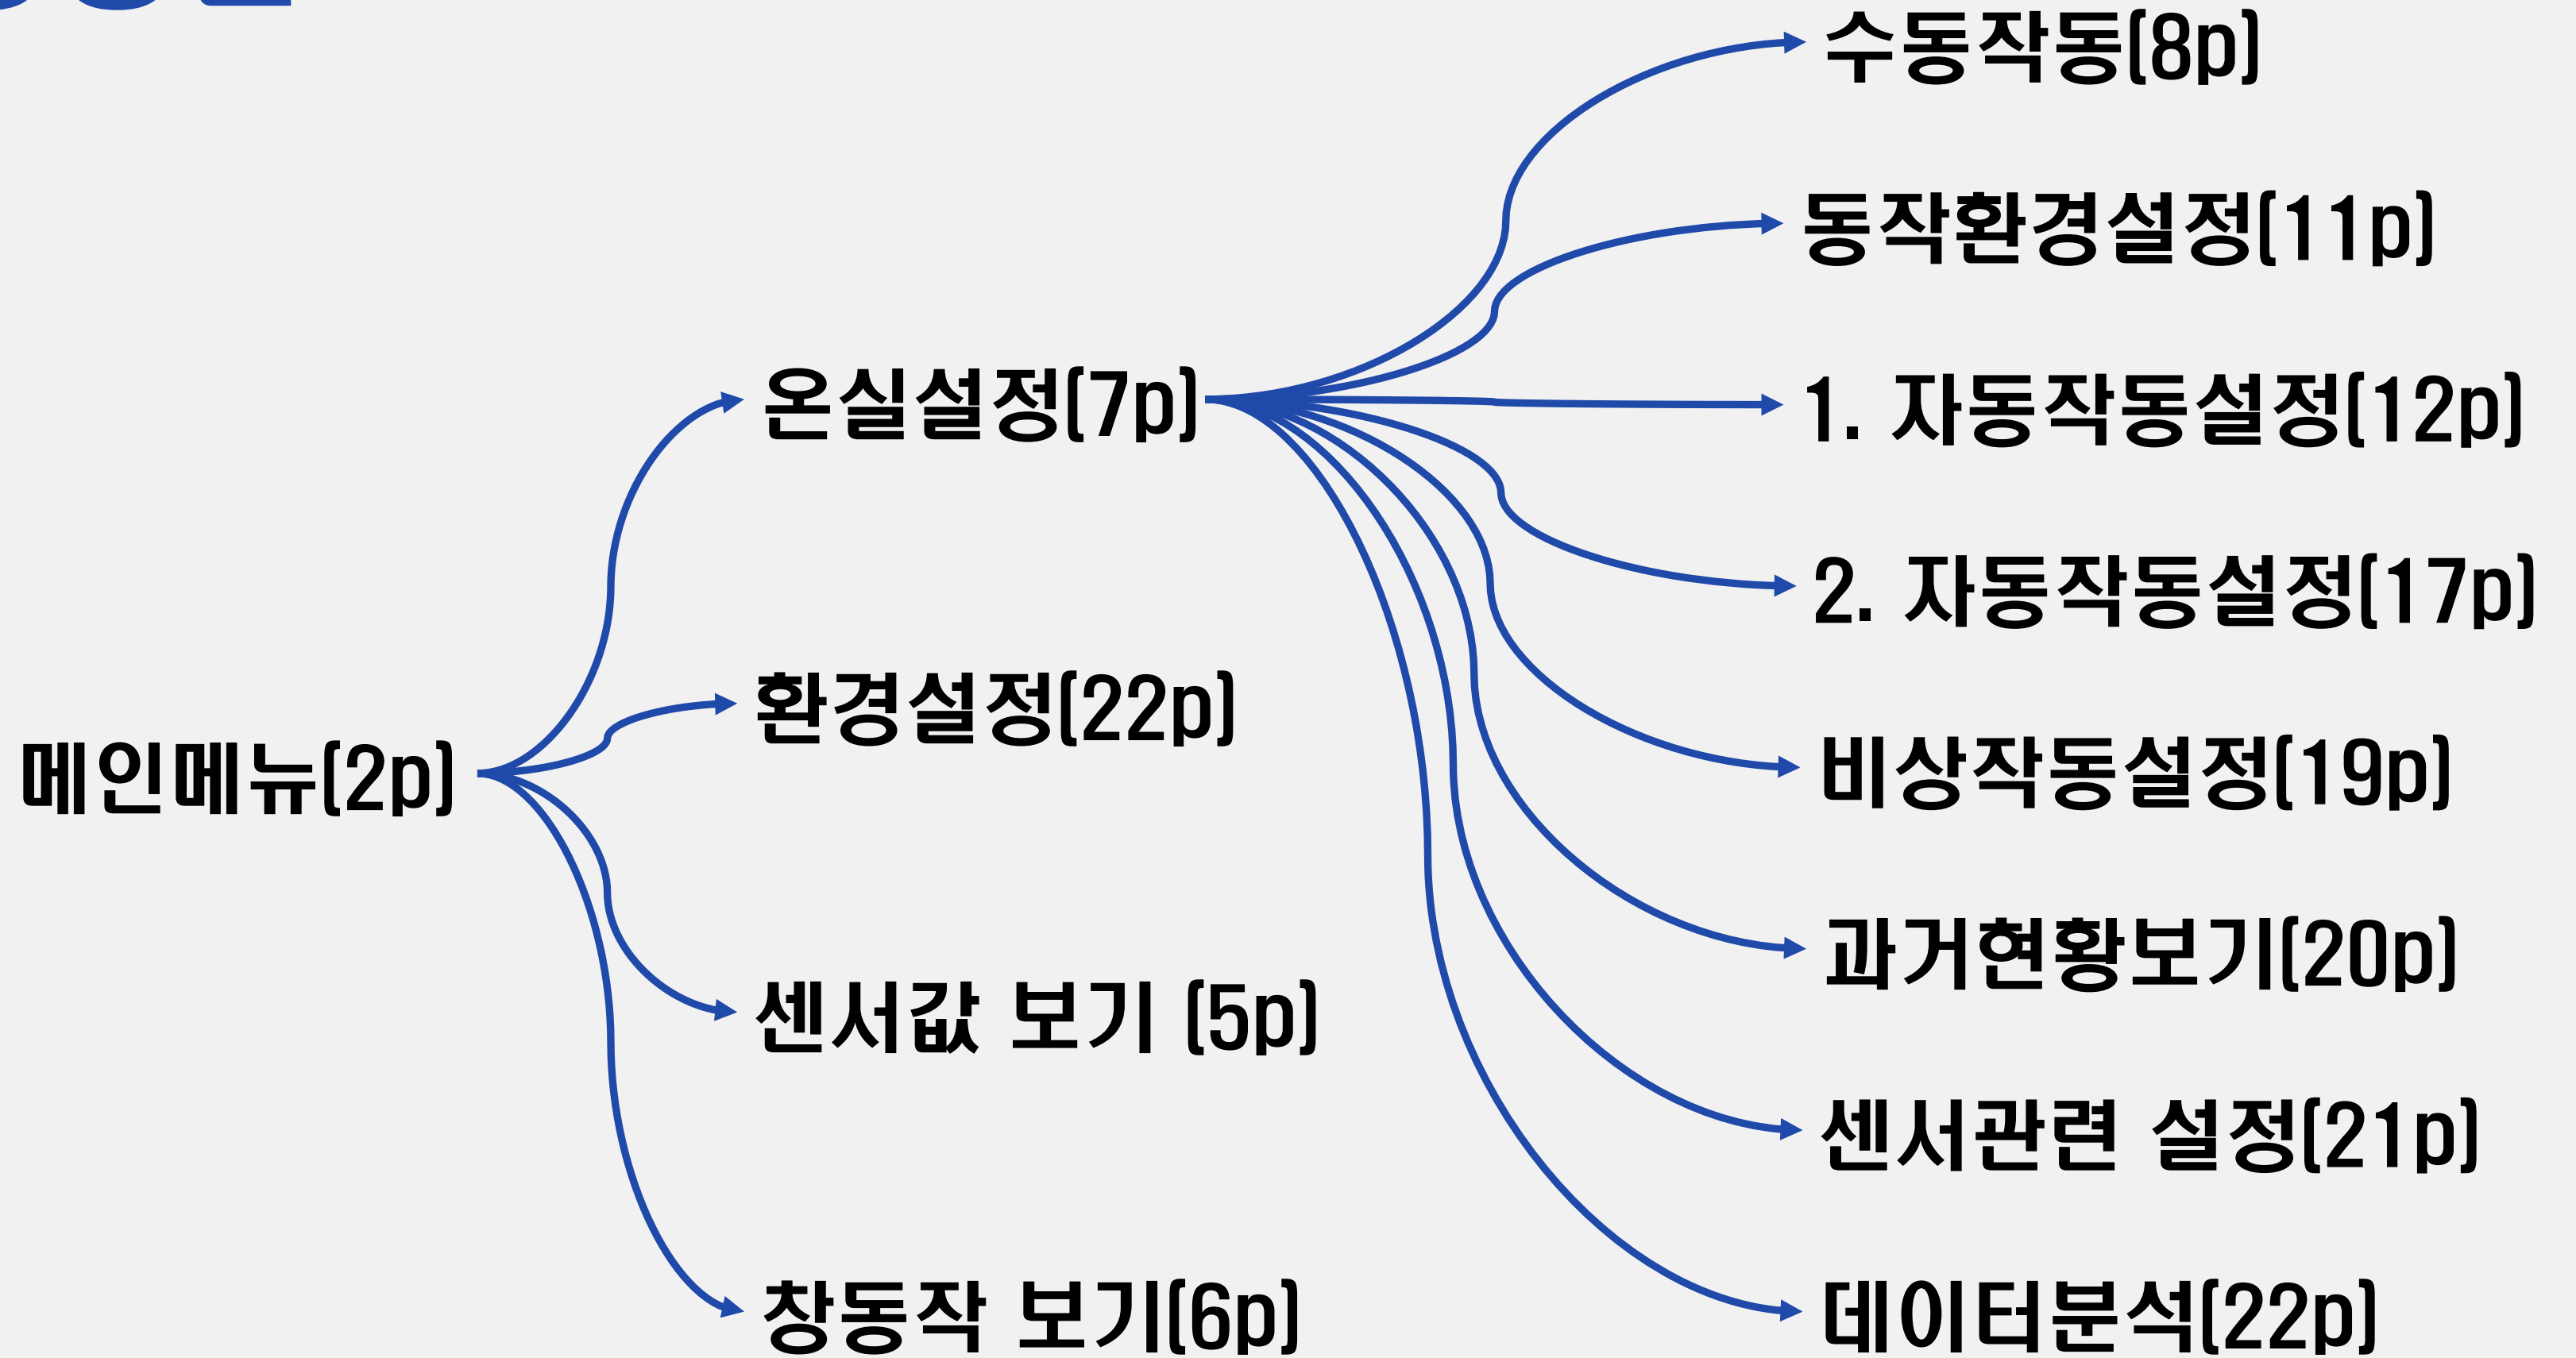 메인메뉴(2p)
온실설정(7p)
환경설정(22p)
센서값 보기 (5p)
창동작 보기(6p)
수동작동(8p)
동작환경설정(11p)
1. 자동작동설정(12p)
2. 자동작동설정(17p)
비상작동설정(19p)
과거현황보기(20p)
센서관련 설정(21p)
데이터분석(22p)